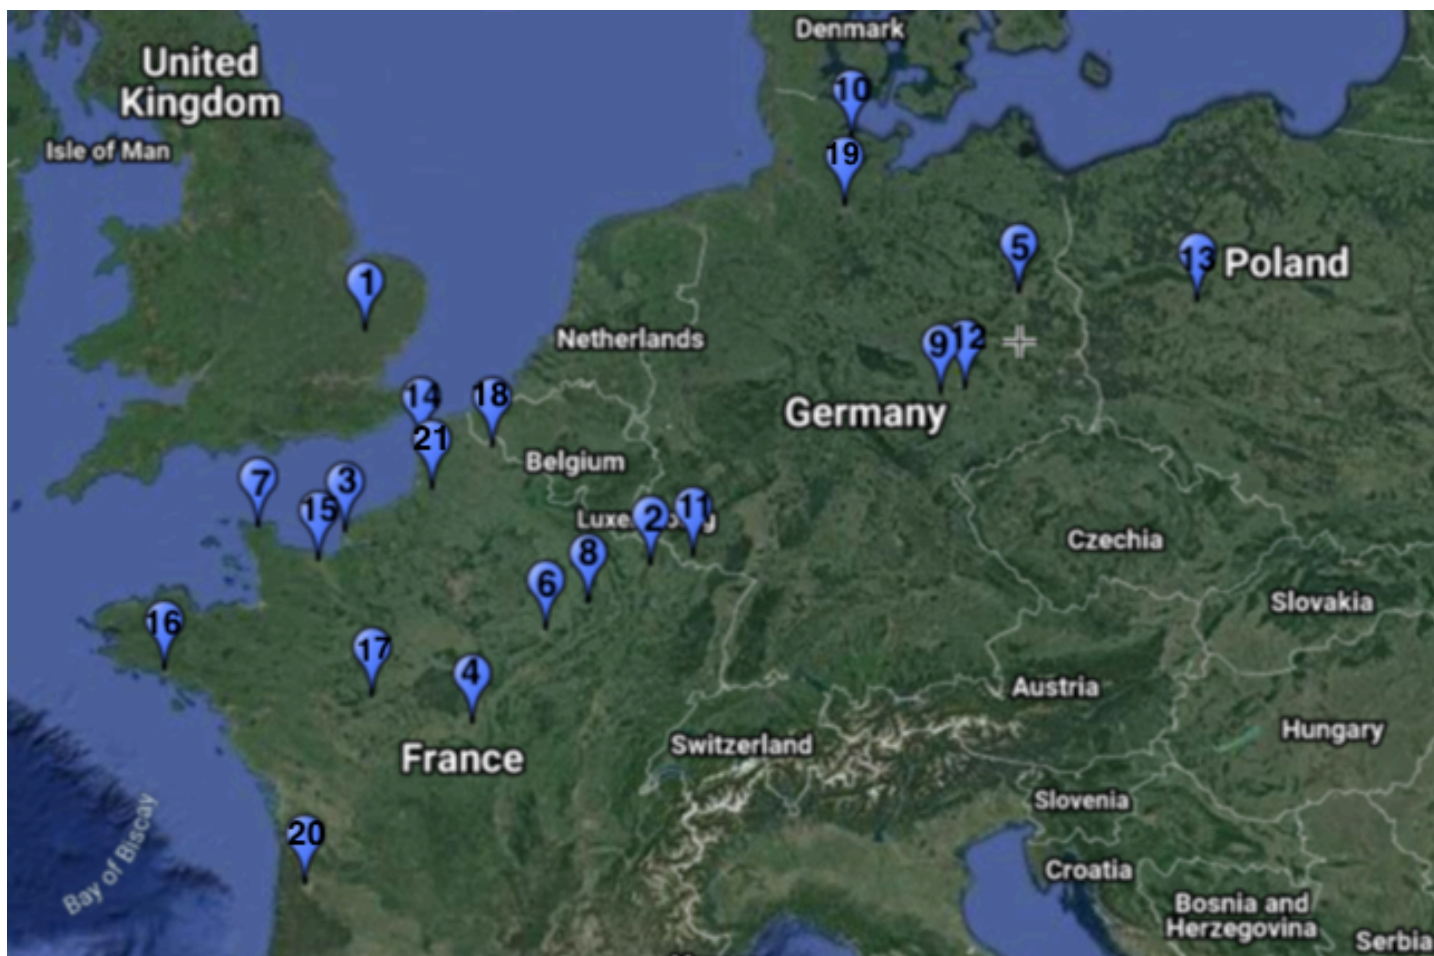 Denmark
United
Kingdom
10
Isle of Man
19
5
13
Poland
1
Netherlands
9
12
14
18
Germany
21
Belgium
7
3
15
2
11
8
Czechia
6
Slovakia
16
17
4
Austria
Hungary
Switzerland
France
Slovenia
20
Bay of Biscay
Croatia
Bosnia and
Herzegovina
Serbia